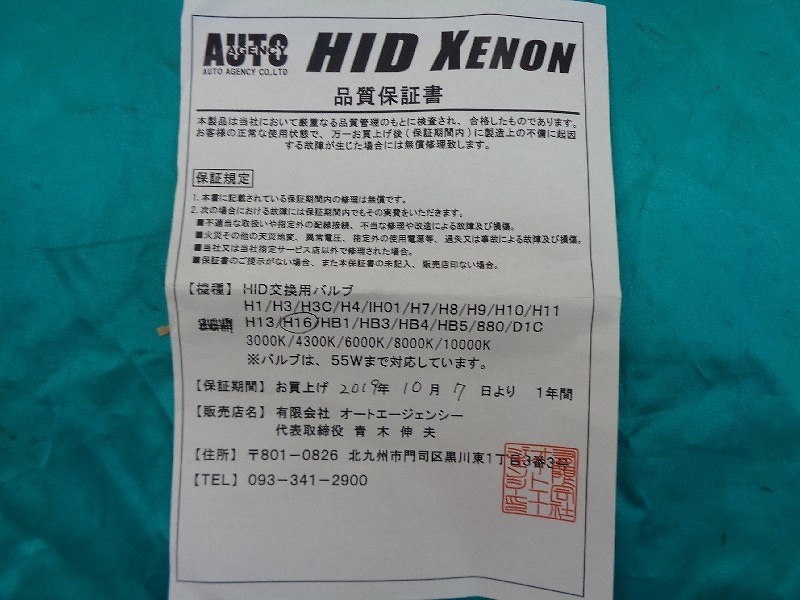 AUTO AGENCY HID XENON
AUTO AGENCY CO.,LTD
品質保証書
本製品は当社において厳重なる品質管理のもとに検査され、合格したものであります。
お客様の正常な使用状態で、万一お買上げ後(保証期間内)に製造上の不備に起因
する故障が生じた場合には無償修理致します。
保証規定
1.本書に記載されている保証期間内の修理は無償です。
2.次の場合における故障には保証期間内でもその実費をいただきます。
■不適当な取扱いや指定外の配線接続、不当な修理や改造による故障及び損傷。
■火災その他の天災地変、異常電圧、指定外の使用電源等、過失又は事故による故障及び損傷。
■当社又は当社指定サービス店以外で修理された場合。
■保証書のご提示がない場合、また本保証書の未記入、販売店印ない場合。
【機種】HID交換用バルブ
H1/H3/H3C/H4/IH01/H7/H8/H9/H10/H11
H13/H16/HB1/HB3/HB4/HB5/880/D1C
3000K/4300K/6000K/8000K/10000K
※バルブは、55Wまで対応しています。
【保証期間】お買上げ 2019年 10月 7 日より 1年間
【販売店名】有限会社 オートエージェンシー
代表取締役 青木伸夫
【住所】〒801-0826 北九州市門司区黒川東1丁目3番3号
【TEL】093-341-2900